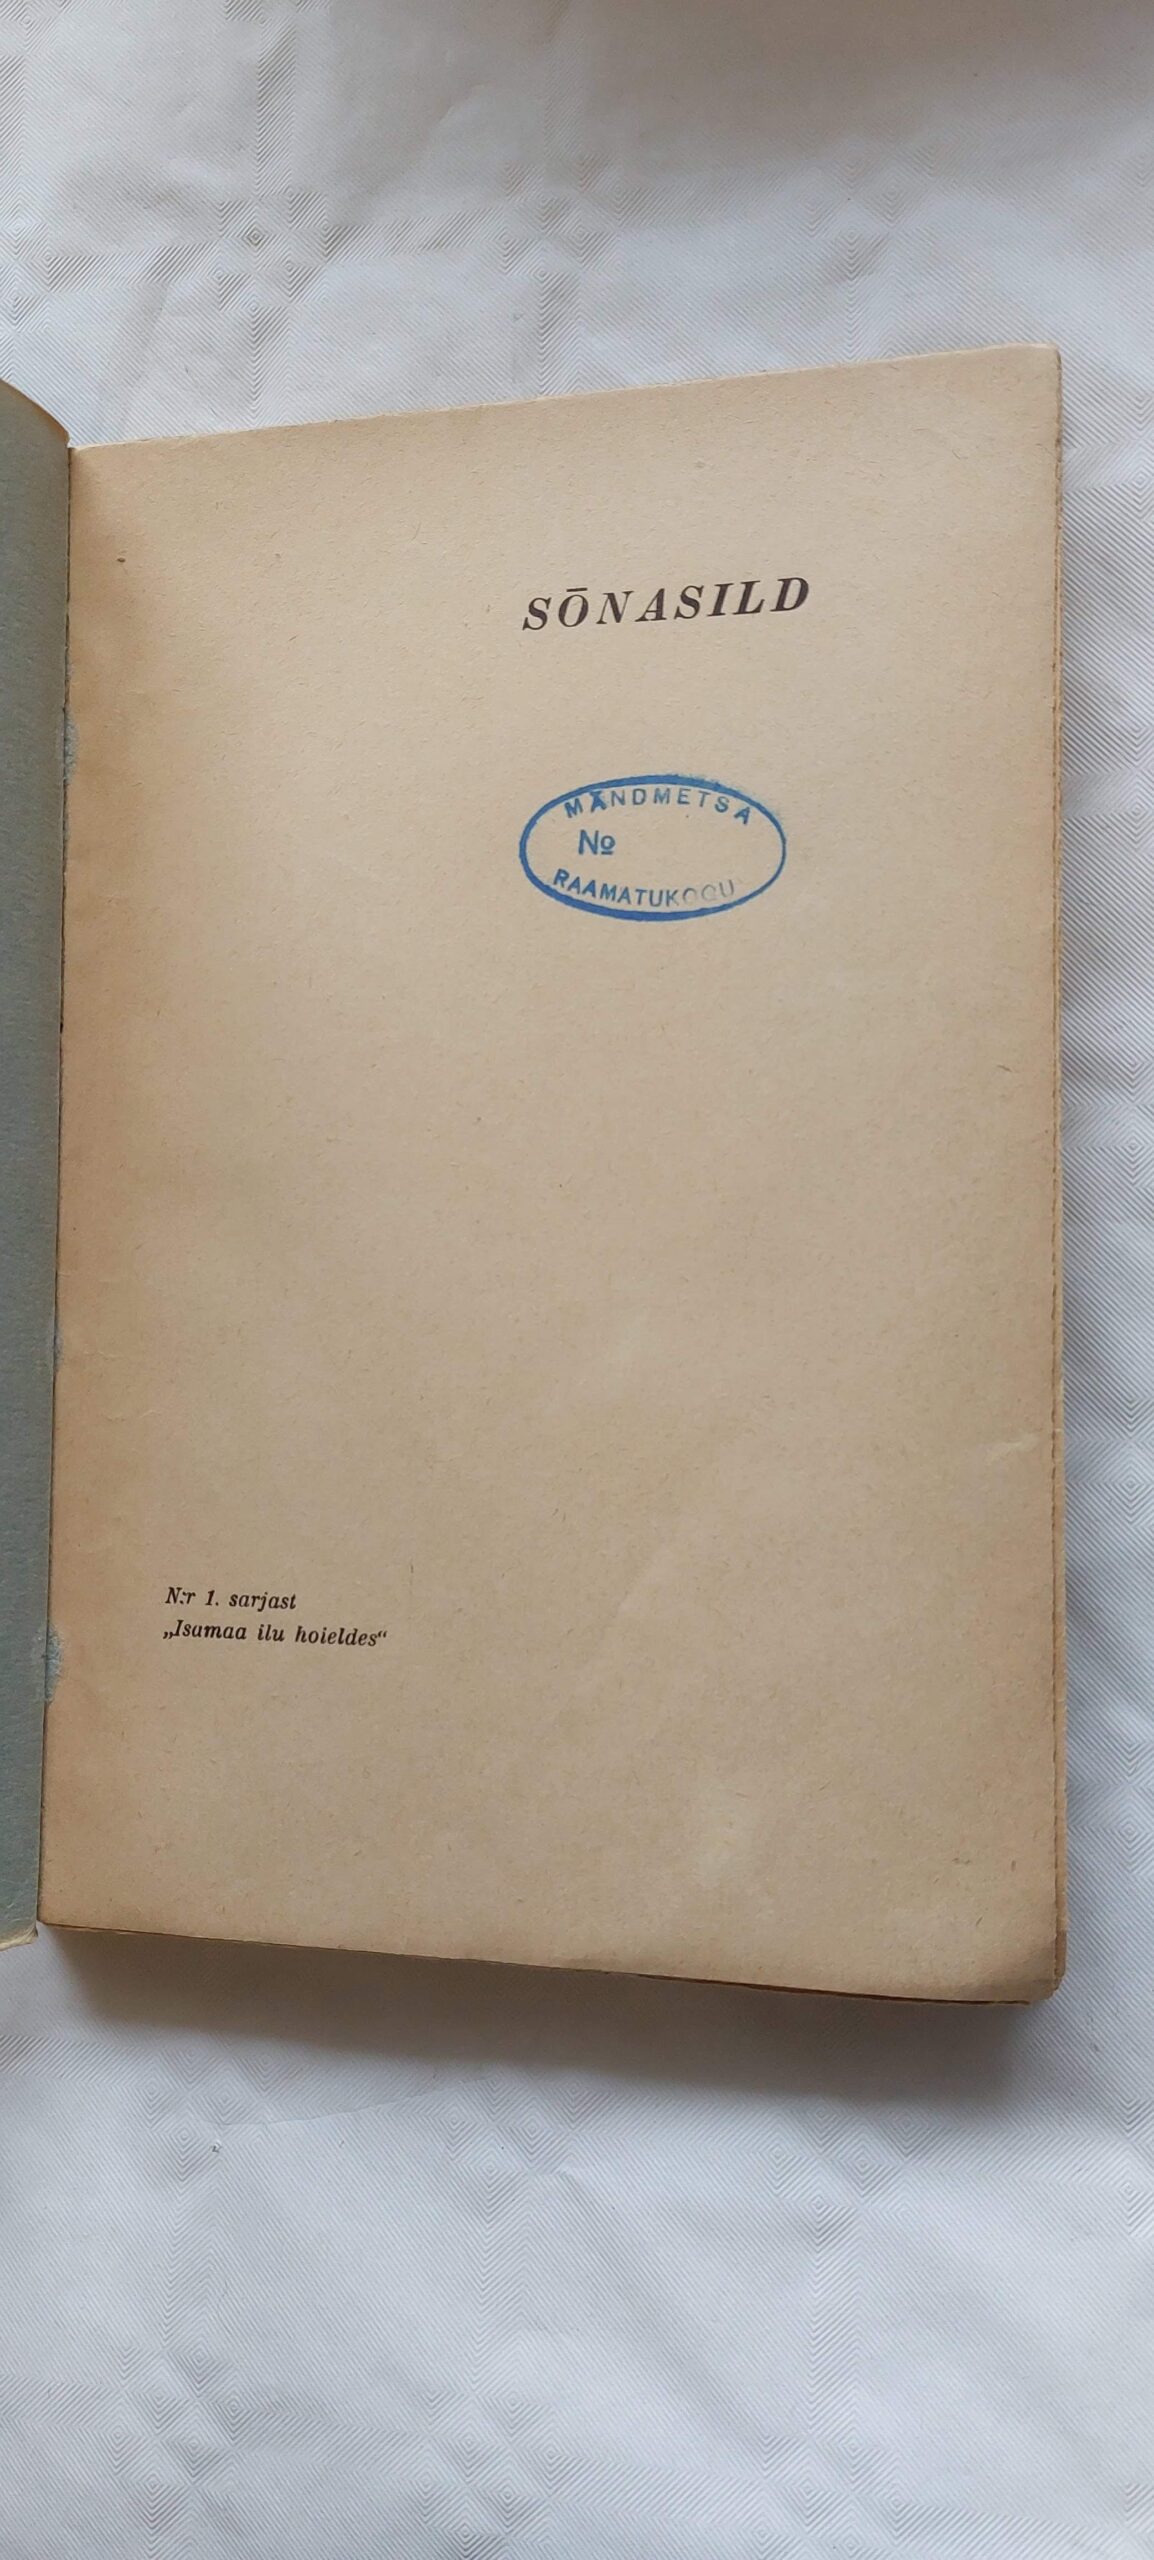 SŌNASILD
MÄNDMETSA
No
RAAMATUKOGU
N:r 1. sarjast
„Isamaa ilu hoieldes“